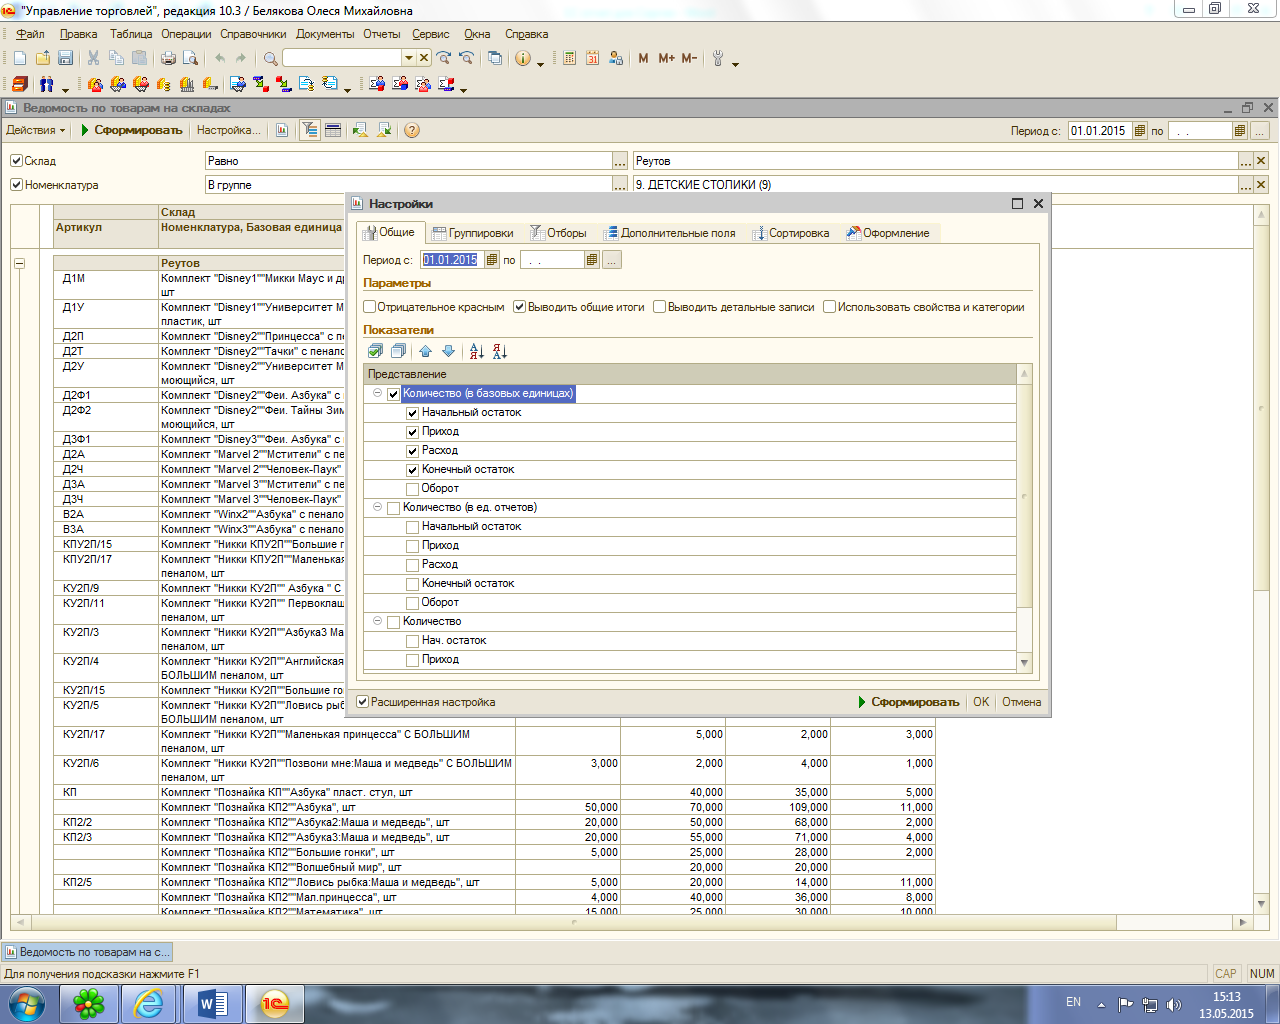 "Управление торговлей", редакция 10.3 / Белякова Олеся Михайловна
Файл Правка Таблица Операции Справочники Документы Отчеты Сервис Окна Справка
M M+ M-
Ведомость по товарам на складах
Действия Сформировать Настройка... Период с: 01.01.2015 по . . ...
Склад Равно ... Реутов ...
Номенклатура В группе ... 9. ДЕТСКИЕ СТОЛИКИ (9) ...
Склад
Артикул Номенклатура, Базовая единица
Реутов
Д1М Комплект "Disney1""Микки Маус и др
шт
Д1У Комплект "Disney1""Университет М
пластик, шт
Д2П Комплект "Disney2""Принцесса" с пе
Д2Т Комплект "Disney2""Тачки" с пенало
Д2У Комплект "Disney2""Университет М
моющийся, шт
Д2Ф1 Комплект "Disney2""Феи. Азбука" с
Д2Ф2 Комплект "Disney2""Феи. Тайны Зим
моющийся, шт
Д3Ф1 Комплект "Disney3""Феи. Азбука" с
Д2А Комплект "Marvel 2""Мстители" с пе
Д2Ч Комплект "Marvel 2""Человек-Паук"
Д3А Комплект "Marvel 3""Мстители" с пе
Д3Ч Комплект "Marvel 3""Человек-Паук"
В2А Комплект "Winx2""Азбука" с пенало
В3А Комплект "Winx3""Азбука" с пенало
КПУ2П/15 Комплект "Никки КПУ2П""Большие г
КПУ2П/17 Комплект "Никки КПУ2П""Маленькая
пеналом, шт
КУ2П/9 Комплект "Никки КУ2П"" Азбука " С
КУ2П/11 Комплект "Никки КУ2П"" Первоклаш
пеналом, шт
КУ2П/3 Комплект "Никки КУ2П""Азбука3 Ма
пеналом, шт
КУ2П/4 Комплект "Никки КУ2П""Английская
БОЛЬШИМ пеналом, шт
КУ2П/15 Комплект "Никки КУ2П""Большие го
КУ2П/5 Комплект "Никки КУ2П""Ловись рыб
БОЛЬШИМ пеналом, шт
КУ2П/17 Комплект "Никки КУ2П""Маленькая принцесса" С БОЛЬШИМ 5,000 2,000 3,000
пеналом, шт
КУ2П/6 Комплект "Никки КУ2П""Позвони мне:Маша и медведь" С БОЛЬШИМ 3,000 2,000 4,000 1,000
пеналом, шт
КП Комплект "Познайка КП""Азбука" пласт. стул, шт 40,000 35,000 5,000
Комплект "Познайка КП2""Азбука", шт 50,000 70,000 109,000 11,000
КП2/2 Комплект "Познайка КП2""Азбука2:Маша и медведь", шт 20,000 50,000 68,000 2,000
КП2/3 Комплект "Познайка КП2""Азбука3:Маша и медведь", шт 20,000 55,000 71,000 4,000
Комплект "Познайка КП2""Большие гонки", шт 5,000 25,000 28,000 2,000
Комплект "Познайка КП2""Волшебный мир", шт 20,000 20,000
КП2/5 Комплект "Познайка КП2""Ловись рыбка:Маша и медведь", шт 5,000 20,000 14,000 11,000
Комплект "Познайка КП2""Мал.принцесса", шт 4,000 40,000 36,000 8,000
Комплект "Познайка КП2""Математика", шт 15,000 25,000 30,000 10,000
Настройки
Общие Группировки Отборы Дополнительные поля Сортировка Оформление
Период с: 01.01.2015 по . . ...
Параметры
Отрицательное красным Выводить общие итоги Выводить детальные записи Использовать свойства и категории
Показатели
Представление
Количество (в базовых единицах)
Начальный остаток
Приход
Расход
Конечный остаток
Оборот
Количество (в ед. отчетов)
Начальный остаток
Приход
Расход
Конечный остаток
Оборот
Количество
Нач. остаток
Приход
Расширенная настройка Сформировать OK Отмена
Ведомость по товарам на с...
Для получения подсказки нажмите F1 CAP NUM
EN 15:13
13.05.2015